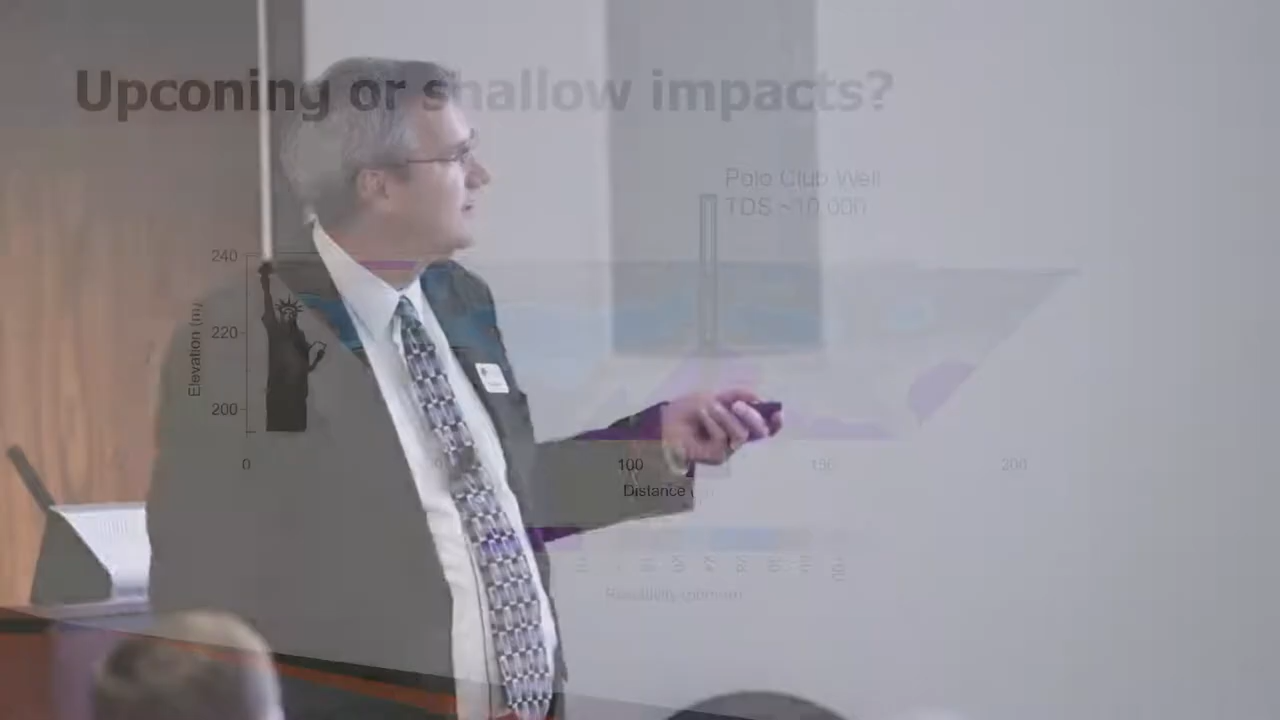 Upconing or shallow impacts?
Polo Club Well
TDS ~10,000
240
220
200
Elevation (m)
0
100
150
200
Distance
Resistivity (ohm-m)